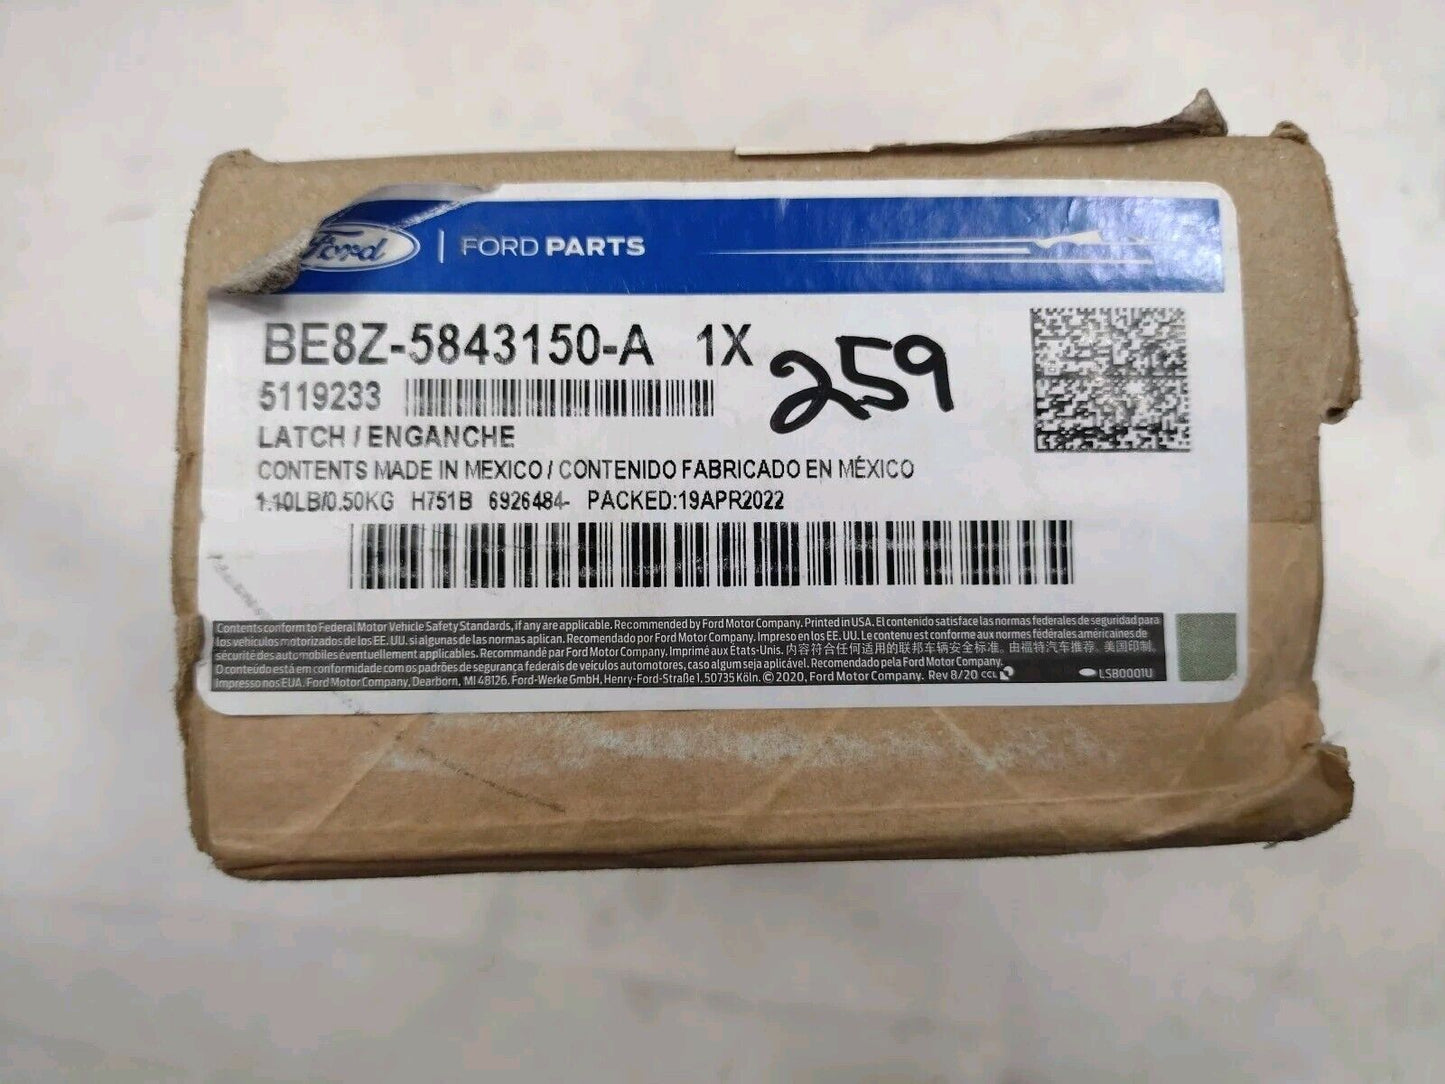 Ford | FORD PARTS
BE8Z-5843150-A 1X
259
5119233
LATCH / ENGANCHE
CONTENTS MADE IN MEXICO / CONTENIDO FABRICADO EN MÉXICO
1.10LB/0.50KG H751B 6926484- PACKED:19APR2022
Contents conform to Federal Motor Vehicle Safety Standards, if any are applicable. Recommended by Ford Motor Company. Printed in USA. El contenido satisface las normas federales de seguridad para
los vehículos motorizados de los EE. UU. si algunas de las normas aplican. Recomendado por Ford Motor Company. Impreso en los EE. UU. Le contenu est conforme aux normes fédérales américaines de
sécurité des automobiles éventuellement applicables. Recommandé par Ford Motor Company. Imprimé aux États-Unis. 内容符合任何适用的联邦车辆安全标准。由福特汽车推荐。美国印制。
O conteúdo está em conformidade com os padrões de segurança federais de veículos automotores, caso algum seja aplicável. Recomendado pela Ford Motor Company.
Impresso nos EUA. Ford Motor Company, Dearborn, MI 48126. Ford-Werke GmbH, Henry-Ford-Straße 1, 50735 Köln. © 2020, Ford Motor Company. Rev 8/20 CCL LSB0001U